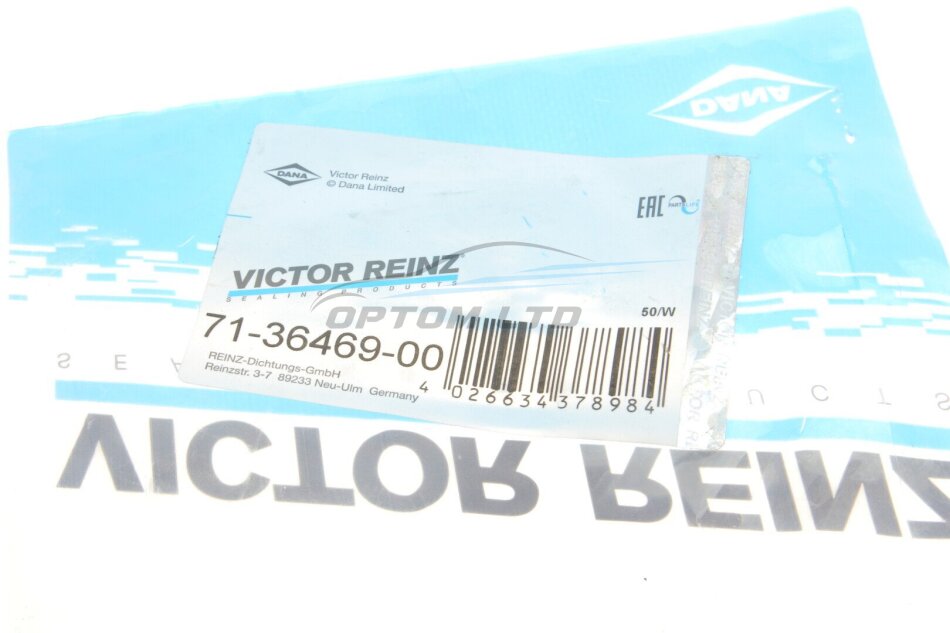 DANA
DANA
Victor Reinz
© Dana Limited
EAC
PARTSLIFE
VICTOR REINZ®
SEALING PRODUCTS
OPTOM LTD
50/W
71-36469-00
REINZ-Dichtungs-GmbH
Reinzstr. 3-7 89233 Neu-Ulm Germany
4 026634 378984
VICTOR REINZ